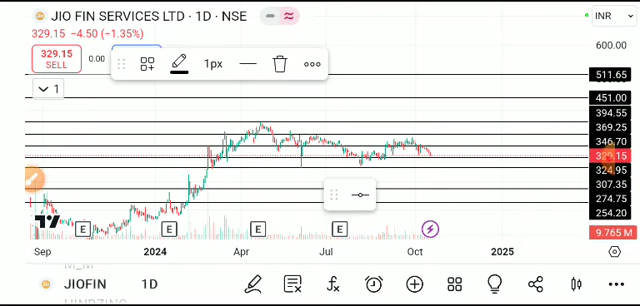 JIO FIN SERVICES LTD · 1D · NSE
INR
329.15 −4.50 (−1.35%)
329.15
SELL
0.00
1px
1
600.00
511.65
451.00
394.55
369.25
346.70
329.15
324.95
307.35
274.75
254.20
9.765 M
E
E
E
E
Sep
2024
Apr
Jul
Oct
2025
M_M
JIOFIN 1D